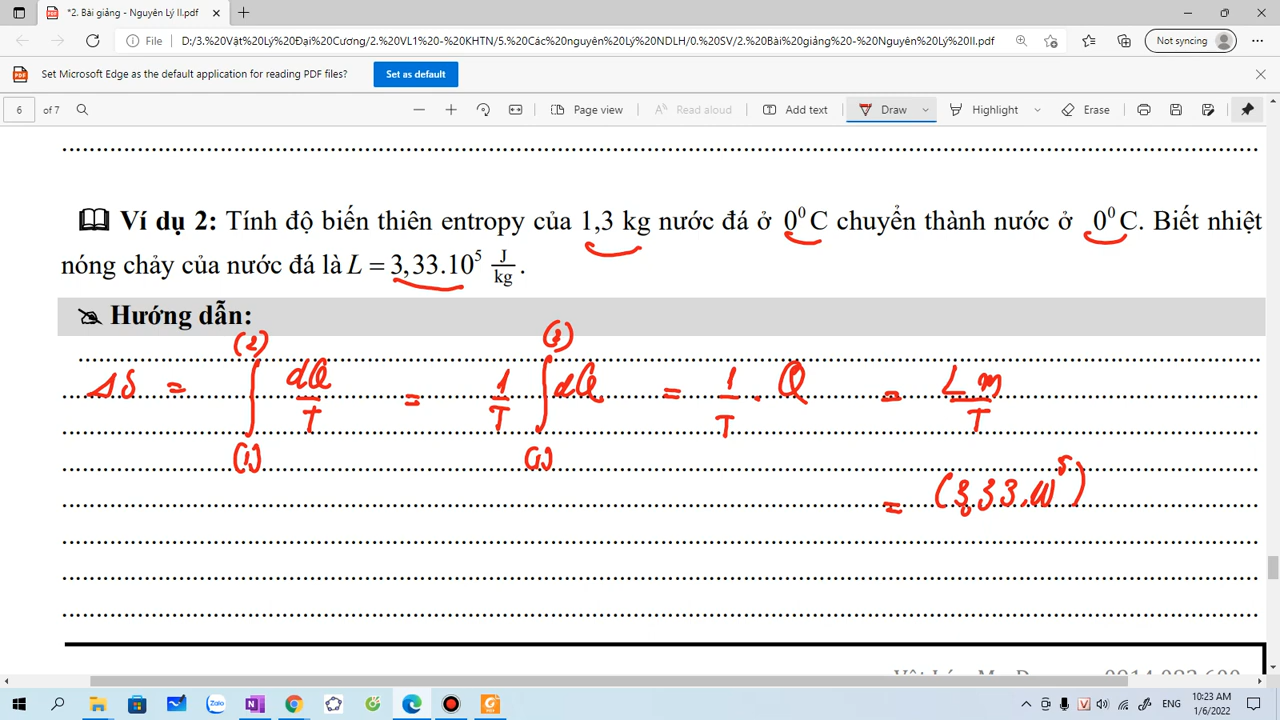 *2. Bài giảng - Nguyên Lý II.pdf
File D:/3.%20Vật%20Lý%20Đại%20Cương/2.%20VL1%20-%20KHTN/5.%20Các%20nguyên%20Lý%20NDLH/0.%20SV/2.%20Bài%20giảng%20-%20Nguyên%20Lý%20II.pdf Not syncing
Set Microsoft Edge as the default application for reading PDF files? Set as default
6 of 7 Page view Read aloud Add text Draw Highlight Erase
Ví dụ 2: Tính độ biến thiên entropy của 1,3 kg nước đá ở 0⁰C chuyển thành nước ở 0⁰C. Biết nhiệt
nóng chảy của nước đá là L = 3,33.10⁵ J/kg.
Hướng dẫn:
ΔS = ∫₍₁₎⁽²⁾ dQ/T = 1/T ∫₍₁₎⁽²⁾ dQ = 1/T . Q = Lm/T
= (3,33.10⁵)
ENG
10:23 AM
1/6/2022
Zalo